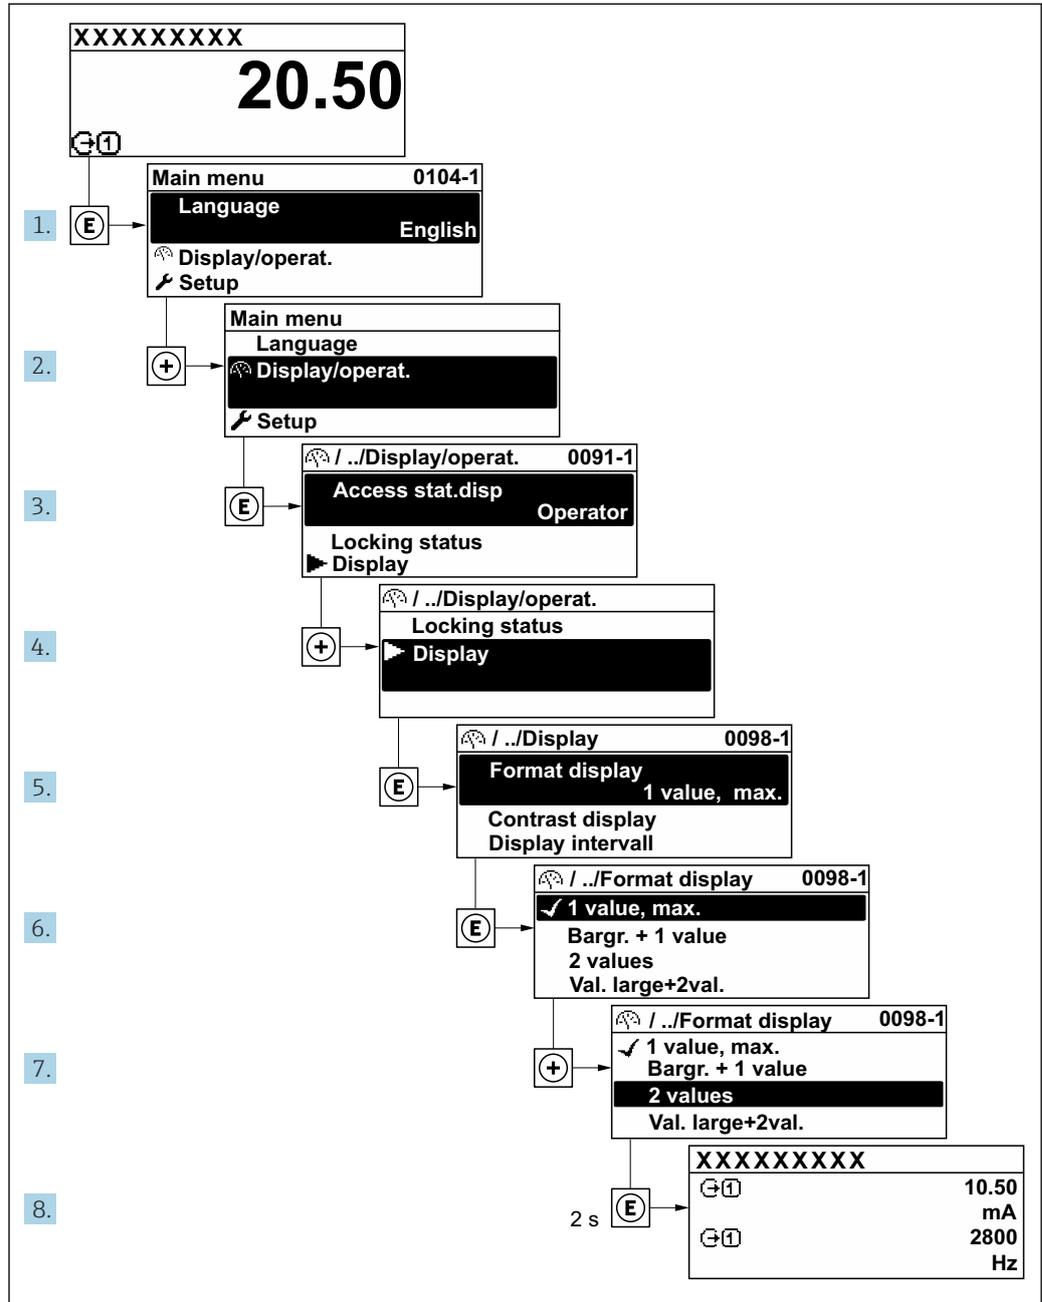 XXXXXXXXX
20.50
1
Main menu 0104-1
1. E Language
English
Display/operat.
Setup
Main menu
Language
2. + Display/operat.
Setup
/ ../Display/operat. 0091-1
3. E Access stat.disp
Operator
Locking status
Display
/ ../Display/operat.
Locking status
4. + Display
/ ../Display 0098-1
5. E Format display
1 value, max.
Contrast display
Display intervall
/ ../Format display 0098-1
✓ 1 value, max.
6. E Bargr. + 1 value
2 values
Val. large+2val.
/ ../Format display 0098-1
✓ 1 value, max.
7. + Bargr. + 1 value
2 values
Val. large+2val.
XXXXXXXXX
1 10.50
8. 2 s E mA
1 2800
Hz